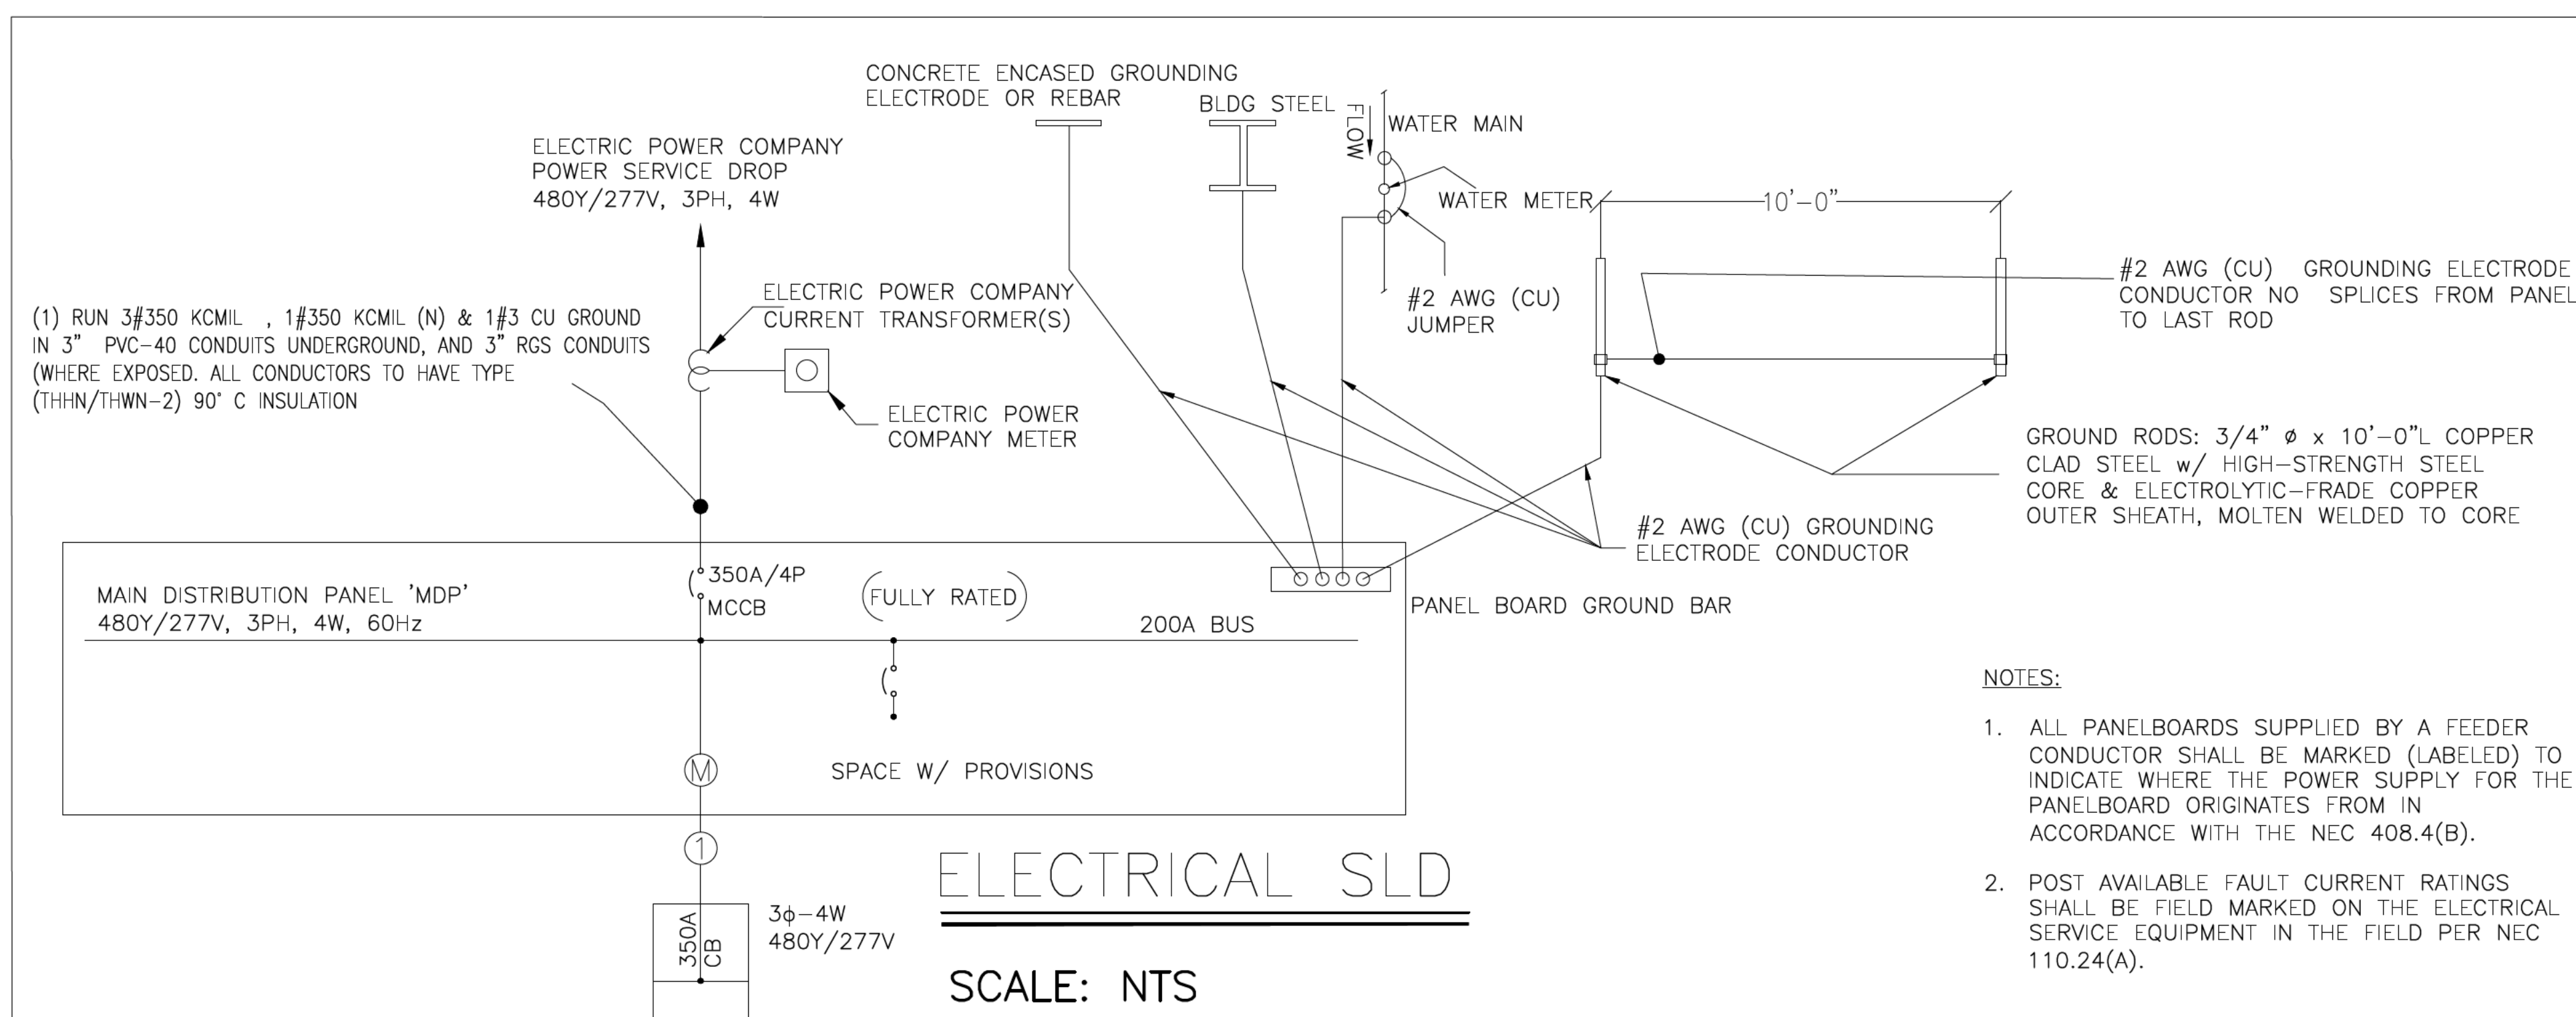 CONCRETE ENCASED GROUNDING
ELECTRODE OR REBAR
BLDG STEEL
FLOW
WATER MAIN
ELECTRIC POWER COMPANY
POWER SERVICE DROP
480Y/277V, 3PH, 4W
WATER METER
10'-0"
#2 AWG (CU) GROUNDING ELECTRODE
CONDUCTOR NO SPLICES FROM PANEL
TO LAST ROD
ELECTRIC POWER COMPANY
CURRENT TRANSFORMER(S)
#2 AWG (CU)
JUMPER
(1) RUN 3#350 KCMIL , 1#350 KCMIL (N) & 1#3 CU GROUND
IN 3" PVC-40 CONDUITS UNDERGROUND, AND 3" RGS CONDUITS
(WHERE EXPOSED. ALL CONDUCTORS TO HAVE TYPE
(THHN/THWN-2) 90° C INSULATION
ELECTRIC POWER
COMPANY METER
GROUND RODS: 3/4" ø x 10'-0"L COPPER
CLAD STEEL w/ HIGH-STRENGTH STEEL
CORE & ELECTROLYTIC-FRADE COPPER
OUTER SHEATH, MOLTEN WELDED TO CORE
#2 AWG (CU) GROUNDING
ELECTRODE CONDUCTOR
MAIN DISTRIBUTION PANEL 'MDP'
480Y/277V, 3PH, 4W, 60Hz
350A/4P
MCCB
(FULLY RATED)
200A BUS
PANEL BOARD GROUND BAR
M
SPACE W/ PROVISIONS
1
350A
CB
3ϕ-4W
480Y/277V
ELECTRICAL SLD
SCALE: NTS
NOTES:
1. ALL PANELBOARDS SUPPLIED BY A FEEDER
CONDUCTOR SHALL BE MARKED (LABELED) TO
INDICATE WHERE THE POWER SUPPLY FOR THE
PANELBOARD ORIGINATES FROM IN
ACCORDANCE WITH THE NEC 408.4(B).
2. POST AVAILABLE FAULT CURRENT RATINGS
SHALL BE FIELD MARKED ON THE ELECTRICAL
SERVICE EQUIPMENT IN THE FIELD PER NEC
110.24(A).